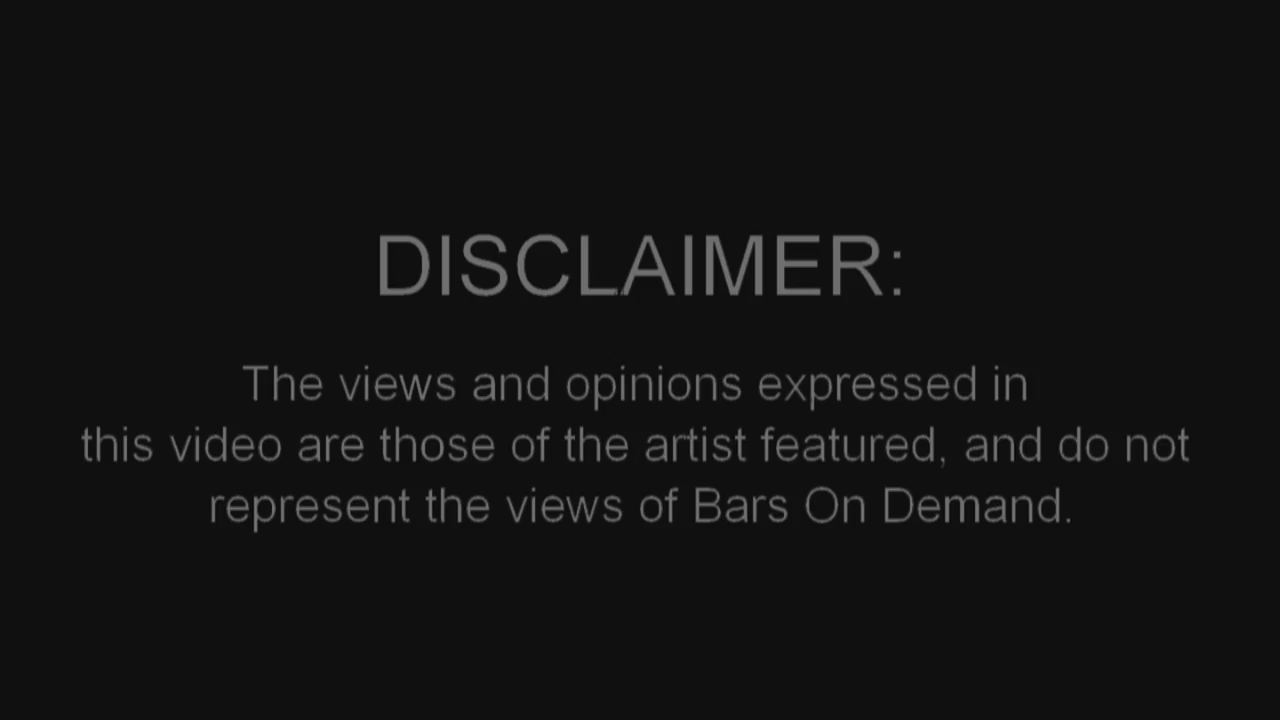 DISCLAIMER:
The views and opinions expressed in
this video are those of the artist featured, and do not
represent the views of Bars On Demand.